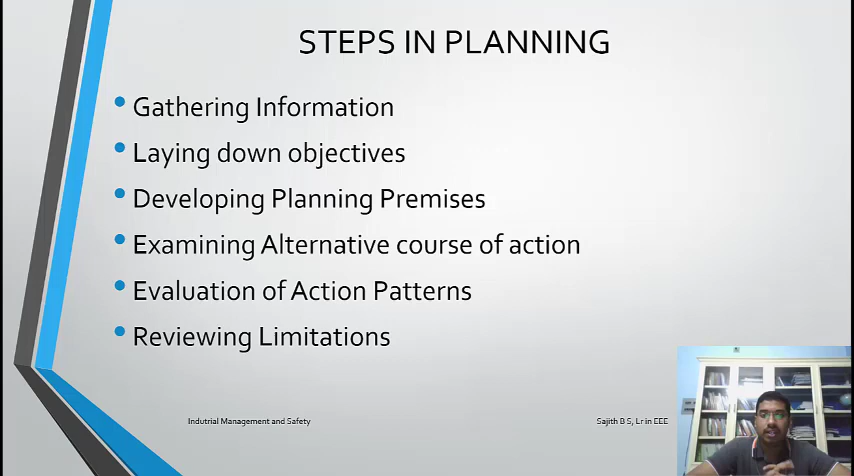 STEPS IN PLANNING
• Gathering Information
• Laying down objectives
• Developing Planning Premises
• Examining Alternative course of action
• Evaluation of Action Patterns
• Reviewing Limitations
Indutrial Management and Safety
Sajith B S, Lr in EEE